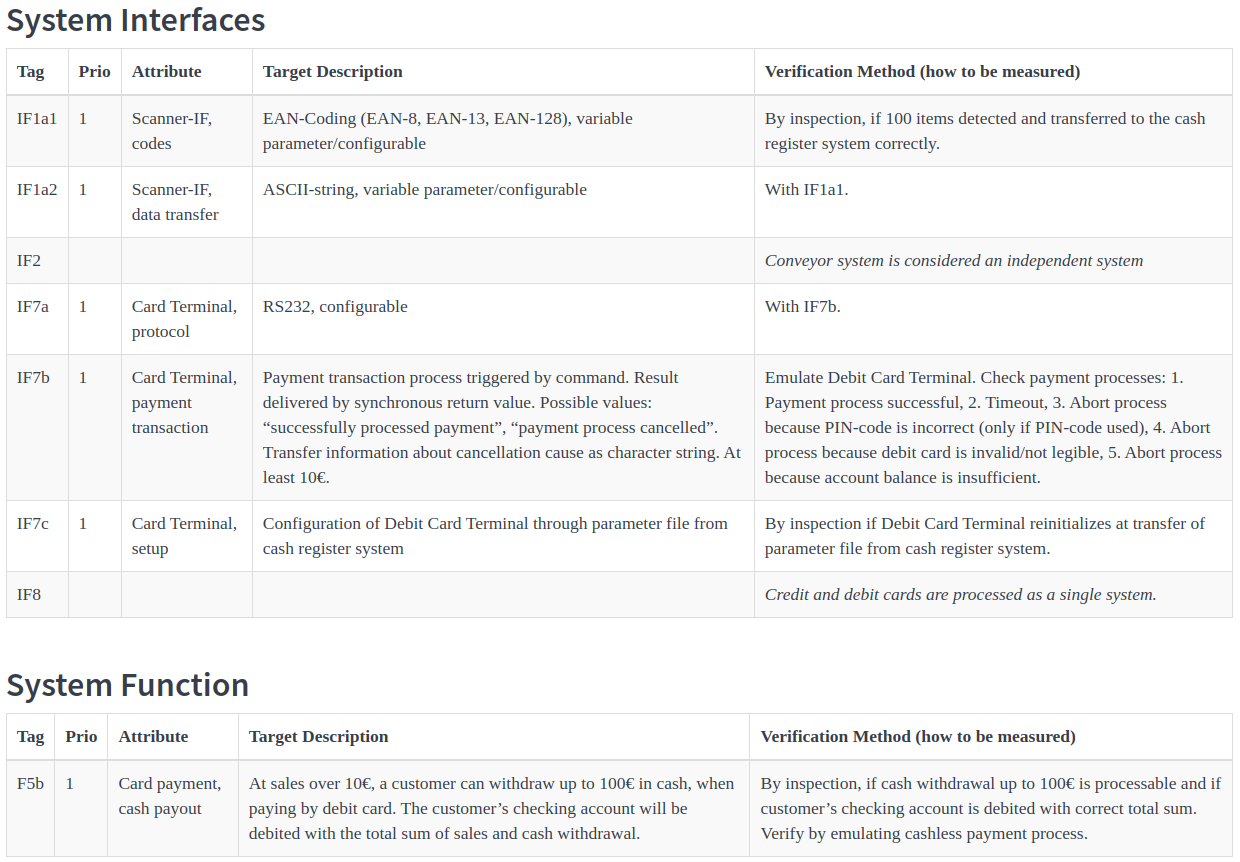 System Interfaces
Tag Prio Attribute Target Description Verification Method (how to be measured)
IF1a1 1 Scanner-IF, codes EAN-Coding (EAN-8, EAN-13, EAN-128), variable parameter/configurable By inspection, if 100 items detected and transferred to the cash register system correctly.
IF1a2 1 Scanner-IF, data transfer ASCII-string, variable parameter/configurable With IF1a1.
IF2 Conveyor system is considered an independent system
IF7a 1 Card Terminal, protocol RS232, configurable With IF7b.
IF7b 1 Card Terminal, payment transaction Payment transaction process triggered by command. Result delivered by synchronous return value. Possible values: “successfully processed payment”, “payment process cancelled”. Transfer information about cancellation cause as character string. At least 10€. Emulate Debit Card Terminal. Check payment processes: 1. Payment process successful, 2. Timeout, 3. Abort process because PIN-code is incorrect (only if PIN-code used), 4. Abort process because debit card is invalid/not legible, 5. Abort process because account balance is insufficient.
IF7c 1 Card Terminal, setup Configuration of Debit Card Terminal through parameter file from cash register system By inspection if Debit Card Terminal reinitializes at transfer of parameter file from cash register system.
IF8 Credit and debit cards are processed as a single system.
System Function
Tag Prio Attribute Target Description Verification Method (how to be measured)
F5b 1 Card payment, cash payout At sales over 10€, a customer can withdraw up to 100€ in cash, when paying by debit card. The customer’s checking account will be debited with the total sum of sales and cash withdrawal. By inspection, if cash withdrawal up to 100€ is processable and if customer’s checking account is debited with correct total sum. Verify by emulating cashless payment process.